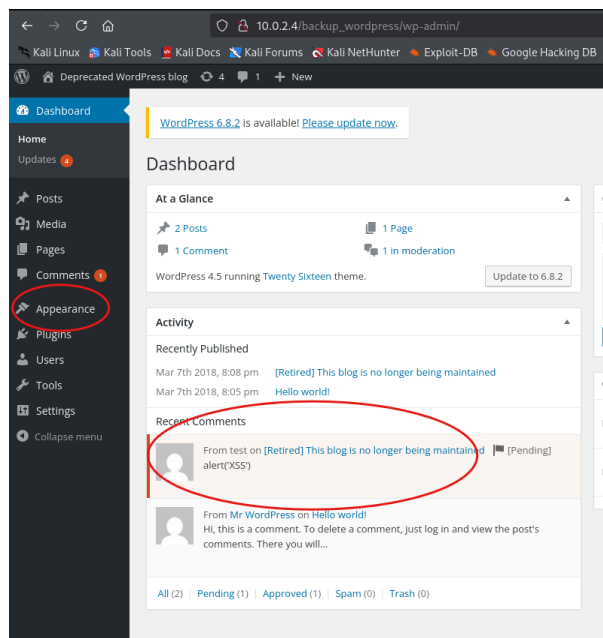 10.0.2.4/backup_wordpress/wp-admin/
Kali Linux Kali Tools Kali Docs Kali Forums Kali NetHunter Exploit-DB Google Hacking DB
Deprecated WordPress blog 4 1 + New
Dashboard
Home
Updates 4
Posts
Media
Pages
Comments 1
Appearance
Plugins
Users
Tools
Settings
Collapse menu
WordPress 6.8.2 is available! Please update now.
Dashboard
At a Glance
2 Posts 1 Page
1 Comment 1 in moderation
WordPress 4.5 running Twenty Sixteen theme. Update to 6.8.2
Activity
Recently Published
Mar 7th 2018, 8:08 pm [Retired] This blog is no longer being maintained
Mar 7th 2018, 8:05 pm Hello world!
Recent Comments
From test on [Retired] This blog is no longer being maintained [Pending]
alert('XSS')
From Mr WordPress on Hello world!
Hi, this is a comment. To delete a comment, just log in and view the post's
comments. There you will...
All (2) | Pending (1) | Approved (1) | Spam (0) | Trash (0)